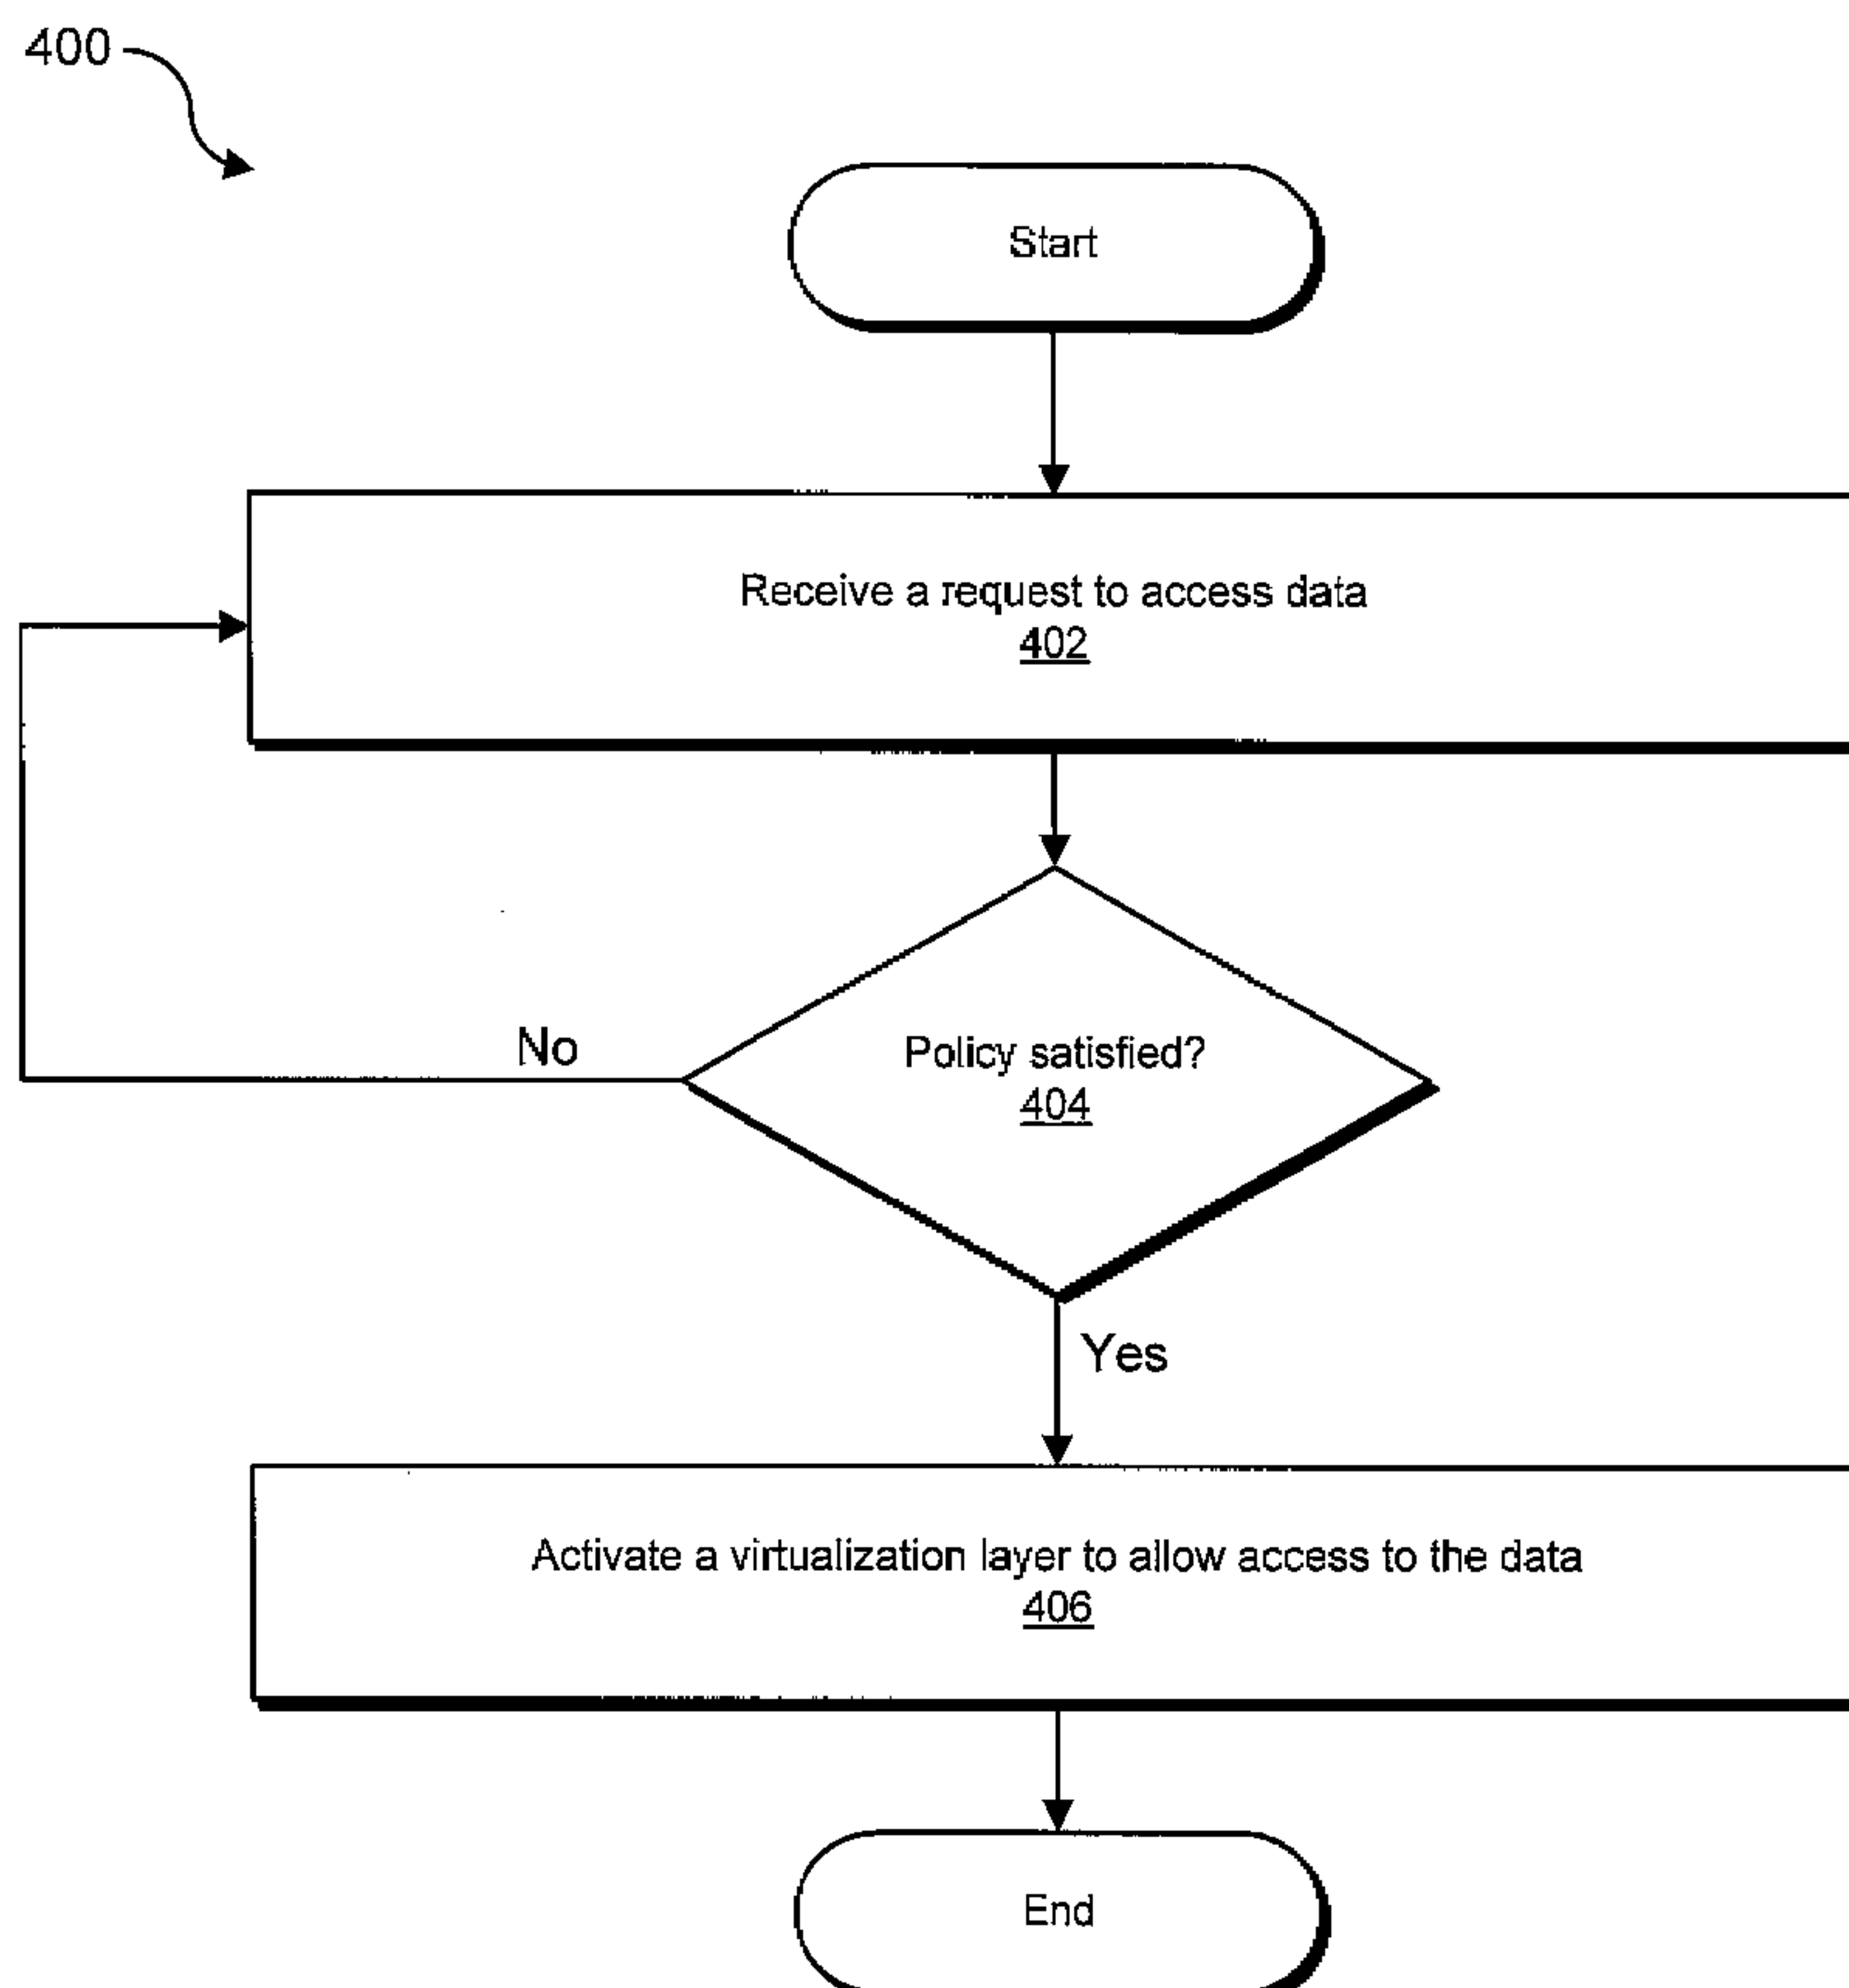 400
Start
Receive a request to access data
402
No
Policy satisfied?
404
Yes
Activate a virtualization layer to allow access to the data
406
End